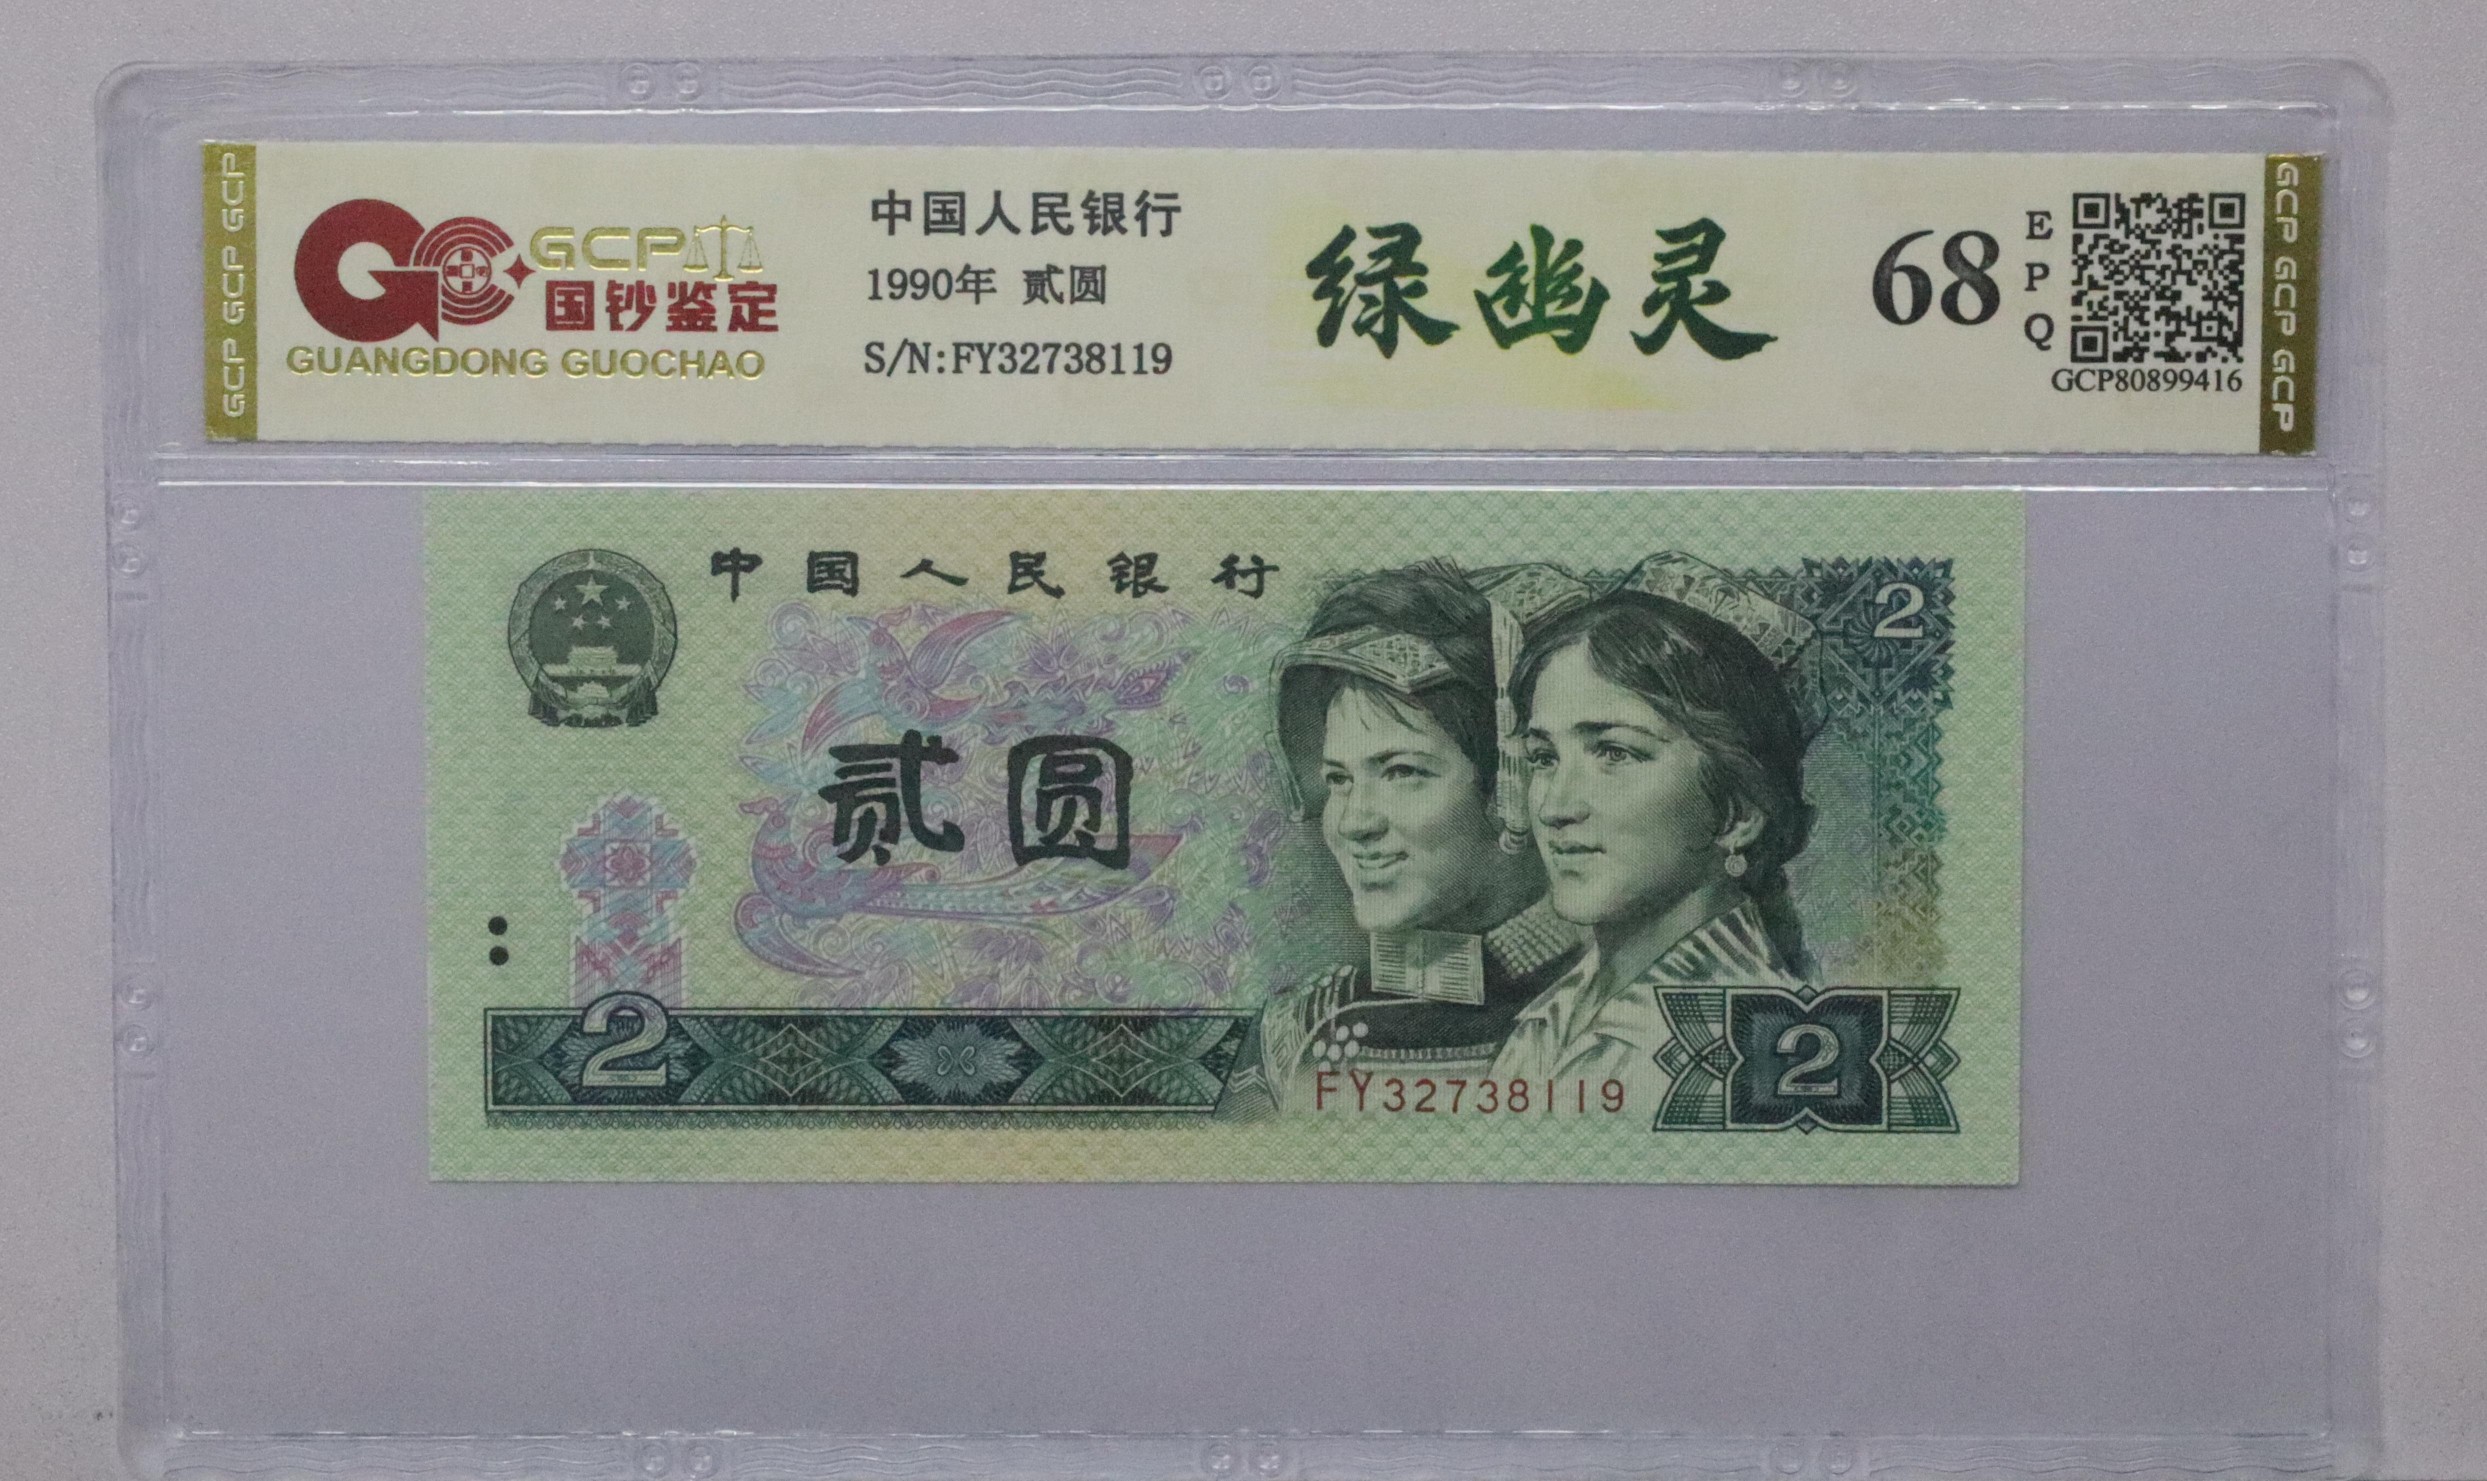 GCP GCP GCP
GCP
国钞鉴定
GUANGDONG GUOCHAO
中国人民银行
1990年 贰圆
S/N:FY32738119
绿幽灵
68
E
P
Q
GCP80899416
GCP GCP GCP
中国人民银行
2
贰圆
2
FY32738119
2